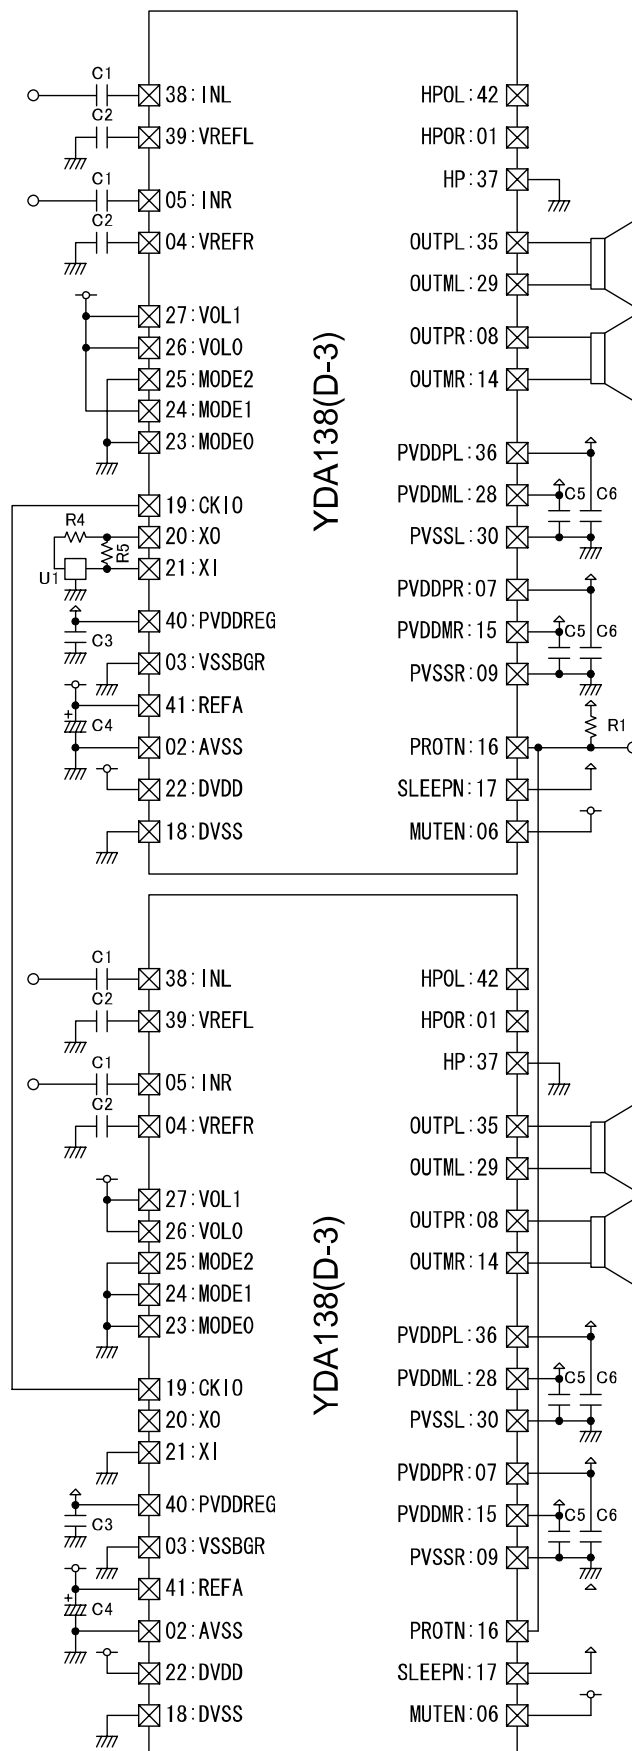 C1
38:INL
HPOL:42
C2
39:VREFL
HPOR:01
C1
HP:37
05:INR
C2
04:VREFR
OUTPL:35
OUTML:29
27:VOL1
OUTPR:08
26:VOL0
25:MODE2
OUTMR:14
24:MODE1
23:MODE0
YDA138(D-3)
PVDDPL:36
PVDDML:28
C5
C6
19:CKIO
R4
20:XO
PVSSL:30
R5
U1
21:XI
PVDDPR:07
40:PVDDREG
PVDDMR:15
C5
C6
C3
03:VSSBGR
PVSSR:09
41:REFA
+
C4
R1
02:AVSS
PROTN:16
22:DVDD
SLEEPN:17
18:DVSS
MUTEN:06
C1
38:INL
HPOL:42
C2
39:VREFL
HPOR:01
C1
HP:37
05:INR
C2
04:VREFR
OUTPL:35
OUTML:29
27:VOL1
OUTPR:08
26:VOL0
25:MODE2
OUTMR:14
24:MODE1
23:MODE0
YDA138(D-3)
PVDDPL:36
PVDDML:28
C5
C6
19:CKIO
20:XO
PVSSL:30
21:XI
PVDDPR:07
40:PVDDREG
PVDDMR:15
C5
C6
C3
03:VSSBGR
PVSSR:09
41:REFA
+
C4
02:AVSS
PROTN:16
22:DVDD
SLEEPN:17
18:DVSS
MUTEN:06